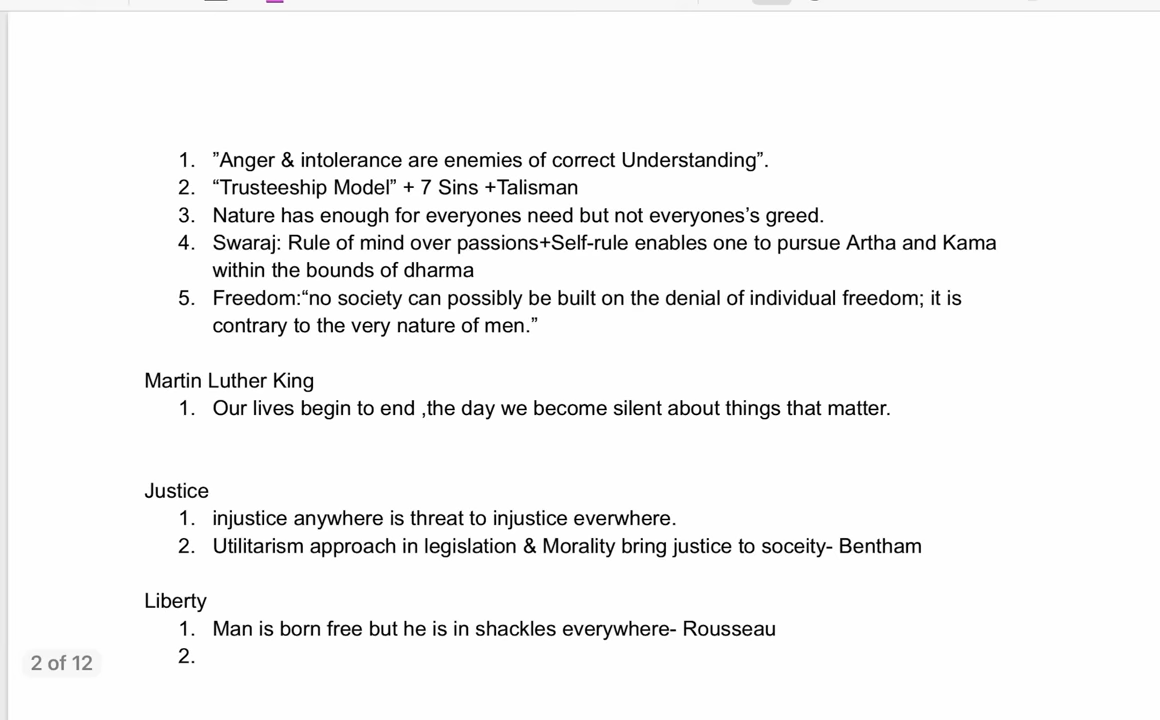 1. ”Anger & intolerance are enemies of correct Understanding”.
2. “Trusteeship Model” + 7 Sins +Talisman
3. Nature has enough for everyones need but not everyones’s greed.
4. Swaraj: Rule of mind over passions+Self-rule enables one to pursue Artha and Kama
within the bounds of dharma
5. Freedom:“no society can possibly be built on the denial of individual freedom; it is
contrary to the very nature of men.”
Martin Luther King
1. Our lives begin to end ,the day we become silent about things that matter.
Justice
1. injustice anywhere is threat to injustice everwhere.
2. Utilitarism approach in legislation & Morality bring justice to soceity- Bentham
Liberty
1. Man is born free but he is in shackles everywhere- Rousseau
2.
2 of 12